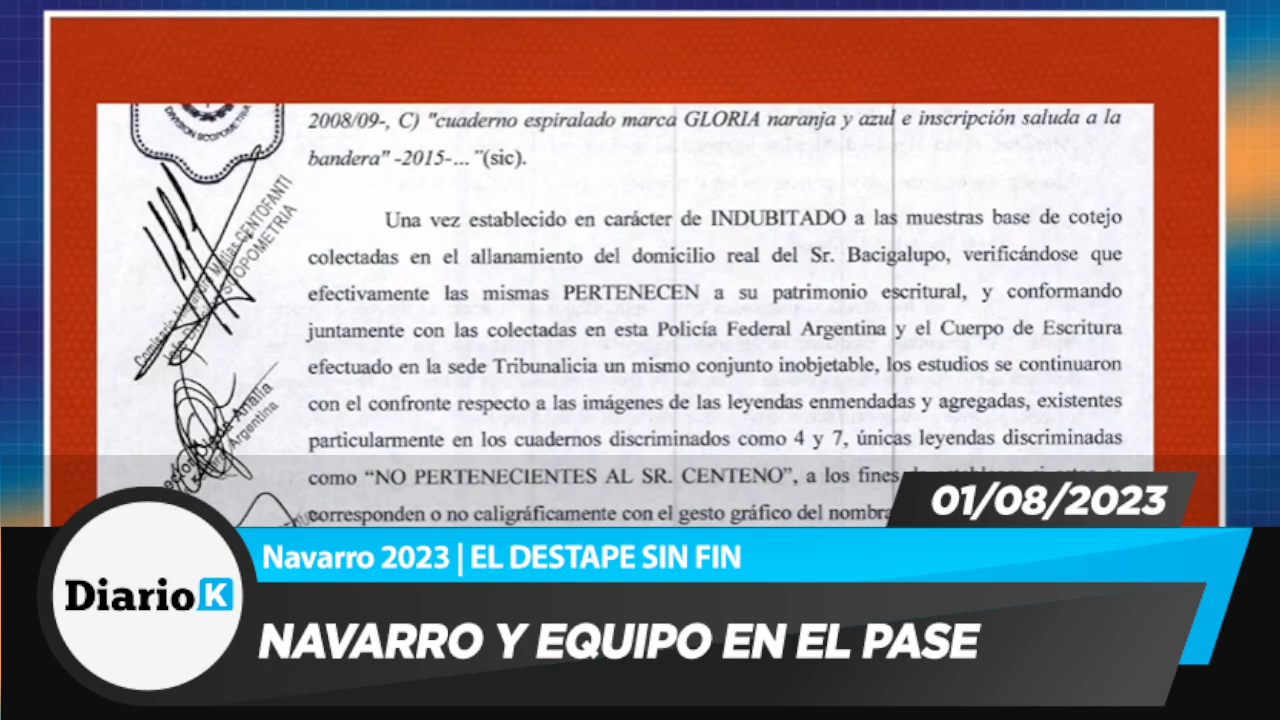 DIVISION SCOPOMETRIA
2008/09-, C) "cuaderno espiralado marca GLORIA naranja y azul e inscripción saluda a la
bandera" -2015-... "(sic).
Una vez establecido en carácter de INDUBITADO a las muestras base de cotejo
colectadas en el allanamiento del domicilio real del Sr. Bacigalupo, verificándose que
efectivamente las mismas PERTENECEN a su patrimonio escritural, y conformando
juntamente con las colectadas en esta Policía Federal Argentina y el Cuerpo de Escritura
efectuado en la sede Tribunalicia un mismo conjunto inobjetable, los estudios se continuaron
con el confronte respecto a las imágenes de las leyendas enmendadas y agregadas, existentes
particularmente en los cuadernos discriminados como 4 y 7, únicas leyendas discriminadas
como “NO PERTENECIENTES AL SR. CENTENO”, a los fines
corresponden o no caligráficamente con el gesto gráfico del
CENTOFANTI
SCOPOMETRIA
Analía
Argentina
01/08/2023
Navarro 2023 | EL DESTAPE SIN FIN
DiarioK
NAVARRO Y EQUIPO EN EL PASE